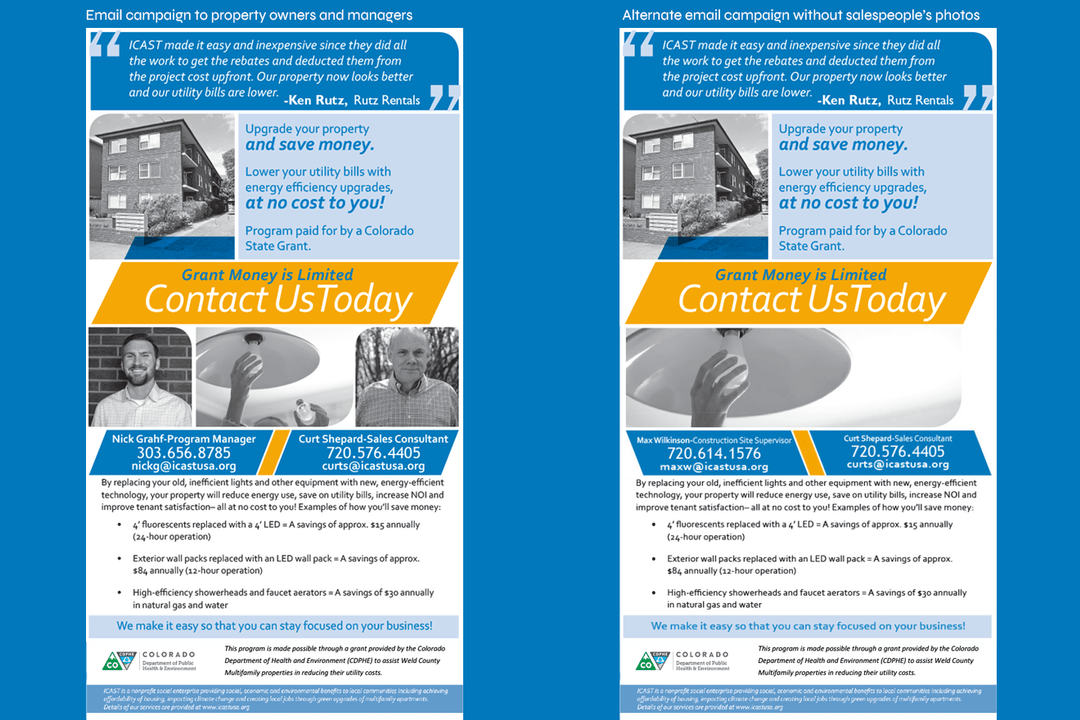 Email campaign to property owners and managers
ICAST made it easy and inexpensive since they did all
the work to get the rebates and deducted them from
the project cost upfront. Our property now looks better
and our utility bills are lower. -Ken Rutz, Rutz Rentals
Upgrade your property
and save money.
Lower your utility bills with
energy efficiency upgrades,
at no cost to you!
Program paid for by a Colorado
State Grant.
Grant Money is Limited
Contact UsToday
Nick Grahf-Program Manager
303.656.8785
nickg@icastusa.org
Curt Shepard-Sales Consultant
720.576.4405
curts@icastusa.org
By replacing your old, inefficient lights and other equipment with new, energy-efficient
technology, your property will reduce energy use, save on utility bills, increase NOI and
improve tenant satisfaction– all at no cost to you! Examples of how you'll save money:
• 4' fluorescents replaced with a 4' LED = A savings of approx. $15 annually
(24-hour operation)
• Exterior wall packs replaced with an LED wall pack = A savings of approx.
$84 annually (12-hour operation)
• High-efficiency showerheads and faucet aerators = A savings of $30 annually
in natural gas and water
We make it easy so that you can stay focused on your business!
CO
CDPHE
COLORADO
Department of Public
Health & Environment
This program is made possible through a grant provided by the Colorado
Department of Health and Environment (CDPHE) to assist Weld County
Multifamily properties in reducing their utility costs.
ICAST is a nonprofit social enterprise providing social, economic and environmental benefits to local communities including achieving
affordability of housing, impacting climate change and creating local jobs through green upgrades of multifamily apartments.
Details of our services are provided at www.icastusa.org
Alternate email campaign without salespeople's photos
ICAST made it easy and inexpensive since they did all
the work to get the rebates and deducted them from
the project cost upfront. Our property now looks better
and our utility bills are lower. -Ken Rutz, Rutz Rentals
Upgrade your property
and save money.
Lower your utility bills with
energy efficiency upgrades,
at no cost to you!
Program paid for by a Colorado
State Grant.
Grant Money is Limited
Contact UsToday
Max Wilkinson-Construction Site Supervisor
720.614.1576
maxw@icastusa.org
Curt Shepard-Sales Consultant
720.576.4405
curts@icastusa.org
By replacing your old, inefficient lights and other equipment with new, energy-efficient
technology, your property will reduce energy use, save on utility bills, increase NOI and
improve tenant satisfaction– all at no cost to you! Examples of how you'll save money:
• 4' fluorescents replaced with a 4' LED = A savings of approx. $15 annually
(24-hour operation)
• Exterior wall packs replaced with an LED wall pack = A savings of approx.
$84 annually (12-hour operation)
• High-efficiency showerheads and faucet aerators = A savings of $30 annually
in natural gas and water
We make it easy so that you can stay focused on your business!
CO
CDPHE
COLORADO
Department of Public
Health & Environment
This program is made possible through a grant provided by the Colorado
Department of Health and Environment (CDPHE) to assist Weld County
Multifamily properties in reducing their utility costs.
ICAST is a nonprofit social enterprise providing social, economic and environmental benefits to local communities including achieving
affordability of housing, impacting climate change and creating local jobs through green upgrades of multifamily apartments.
Details of our services are provided at www.icastusa.org